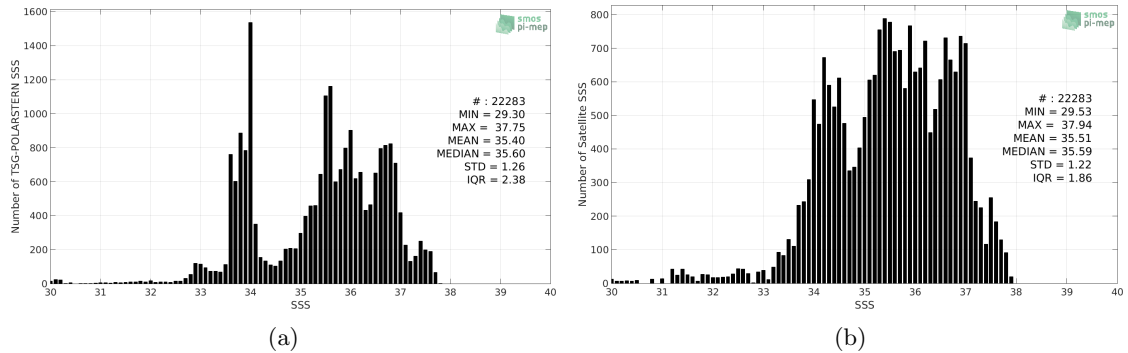 1600
1400
1200
1000
800
600
400
200
0
Number of TSG-POLARSTERN SSS
smos
pi-mep
# : 22283
MIN = 29.30
MAX = 37.75
MEAN = 35.40
MEDIAN = 35.60
STD = 1.26
IQR = 2.38
30 31 32 33 34 35 36 37 38 39 40
SSS
(a)
800
700
600
500
400
300
200
100
0
Number of Satellite SSS
smos
pi-mep
# : 22283
MIN = 29.53
MAX = 37.94
MEAN = 35.51
MEDIAN = 35.59
STD = 1.22
IQR = 1.86
30 31 32 33 34 35 36 37 38 39 40
SSS
(b)